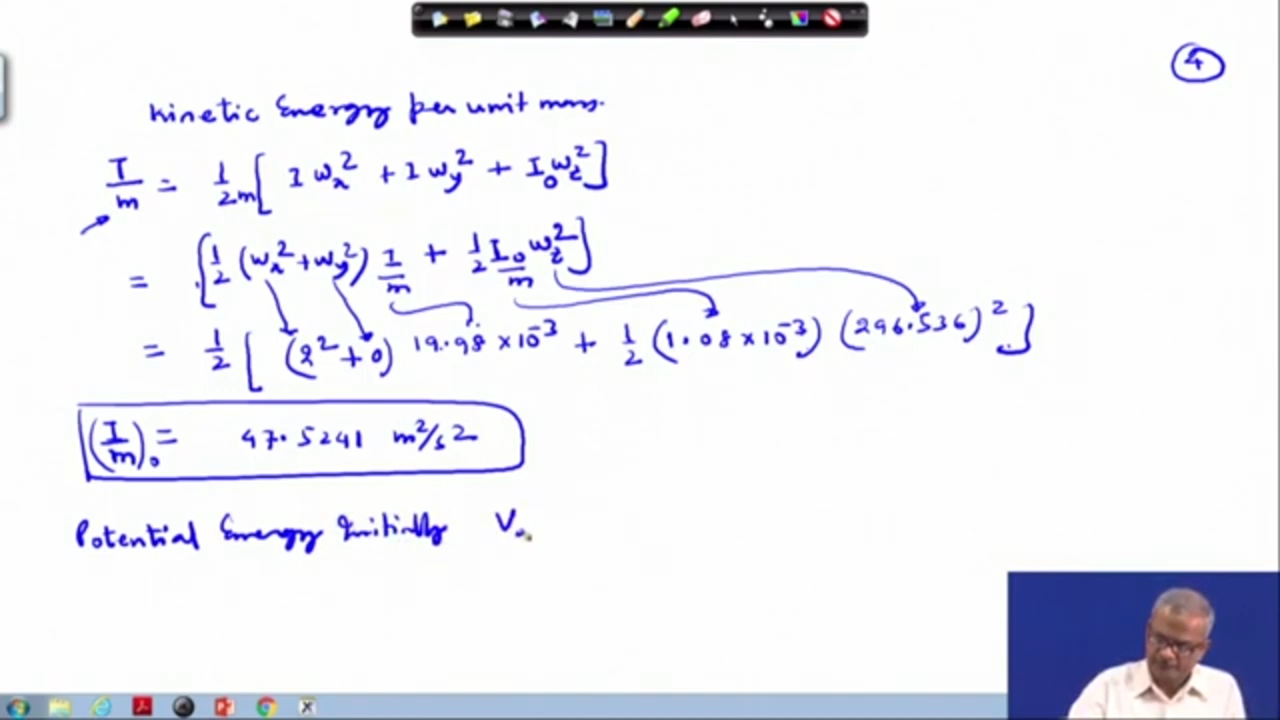 4
Kinetic Energy per unit mass.
T/m = 1/2m [ I ωx² + I ωy² + I₀ωz² ]
= { 1/2 (ωx² + ωy²) I/m + 1/2 I₀/m ωz² ]
= 1/2 [ (2² + 0) 19.98 × 10⁻³ + 1/2 (1.08 × 10⁻³) (296.536)² ]
(T/m)₀ = 47.5241 m²/s²
Potential Energy Initially V₀